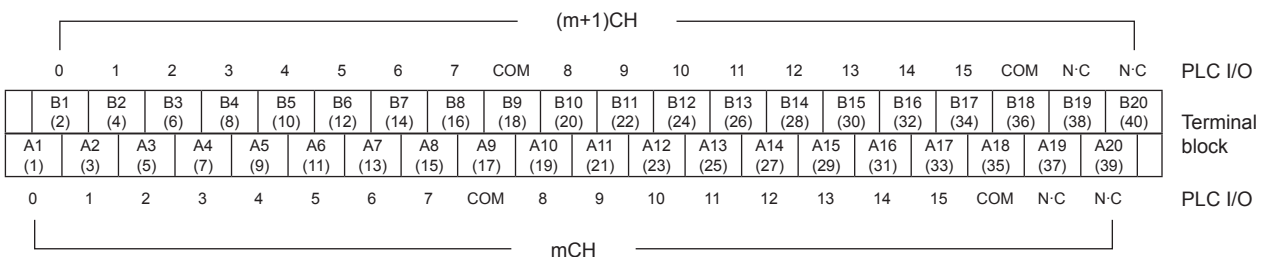 (m+1)CH
0 1 2 3 4 5 6 7 COM 8 9 10 11 12 13 14 15 COM N·C N·C PLC I/O
B1 B2 B3 B4 B5 B6 B7 B8 B9 B10 B11 B12 B13 B14 B15 B16 B17 B18 B19 B20
(2) (4) (6) (8) (10) (12) (14) (16) (18) (20) (22) (24) (26) (28) (30) (32) (34) (36) (38) (40)
Terminal
block
A1 A2 A3 A4 A5 A6 A7 A8 A9 A10 A11 A12 A13 A14 A15 A16 A17 A18 A19 A20
(1) (3) (5) (7) (9) (11) (13) (15) (17) (19) (21) (23) (25) (27) (29) (31) (33) (35) (37) (39)
0 1 2 3 4 5 6 7 COM 8 9 10 11 12 13 14 15 COM N·C N·C PLC I/O
mCH